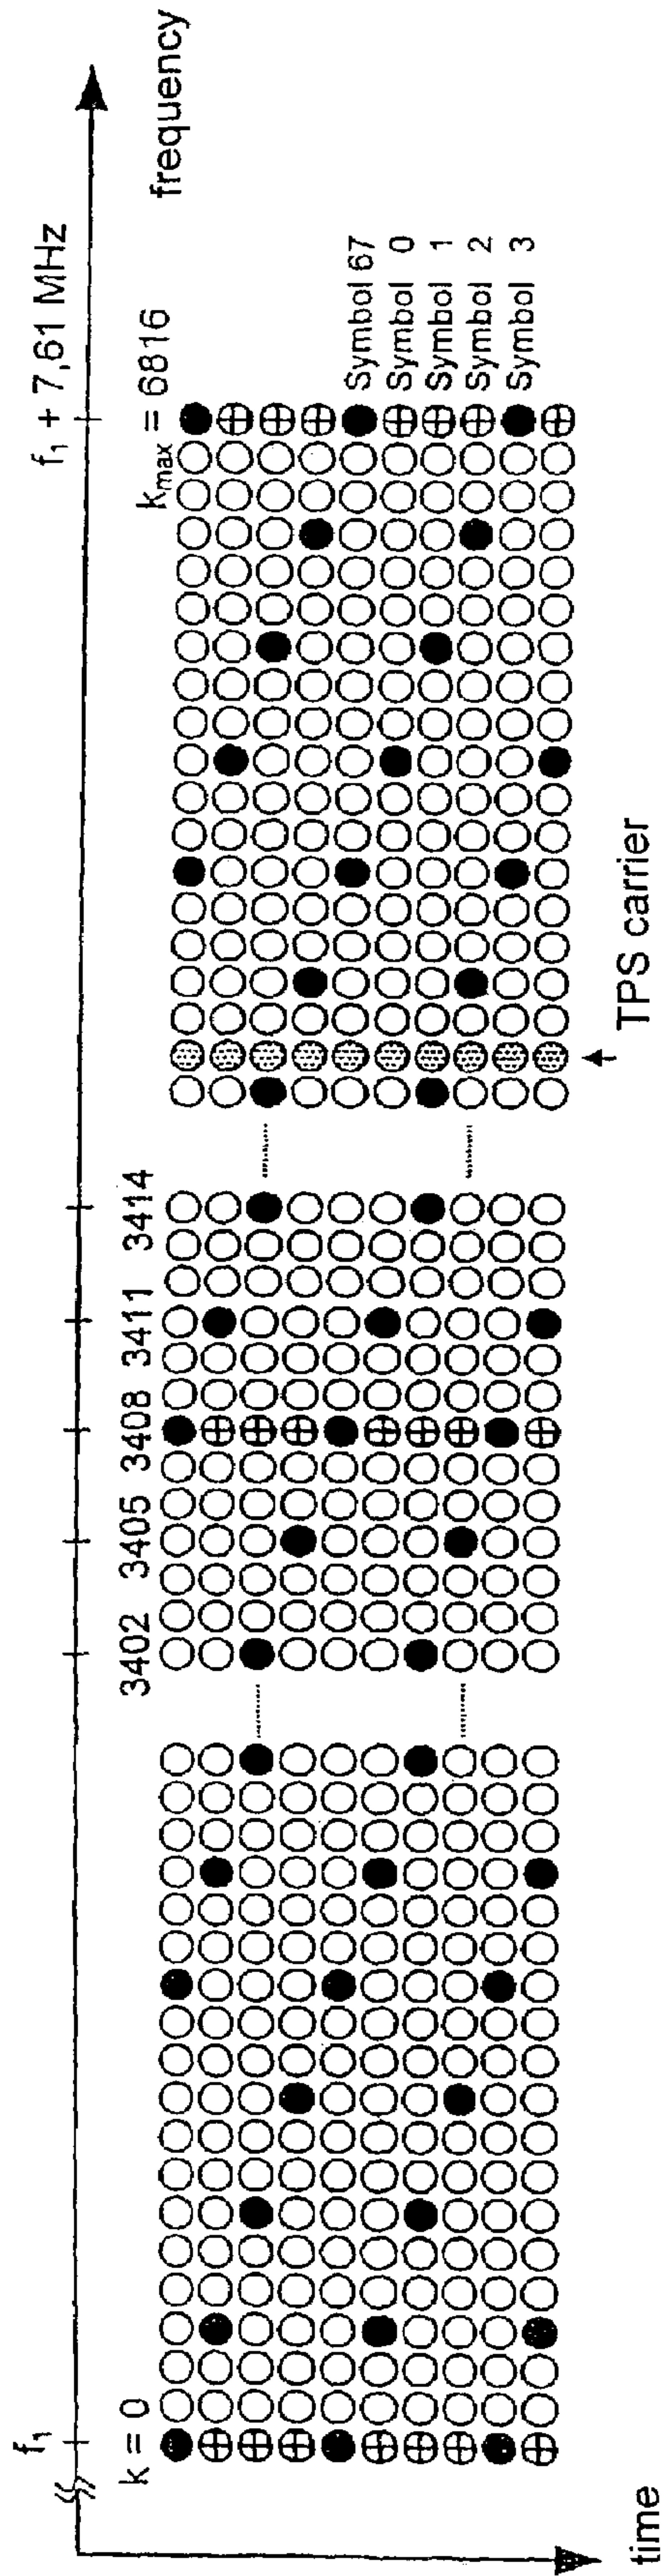 f₁
f₁ + 7,61 MHz
frequency
k = 0
3402
3405
3408
3411
3414
kmax = 6816
Symbol 67
Symbol 0
Symbol 1
Symbol 2
Symbol 3
TPS carrier
time